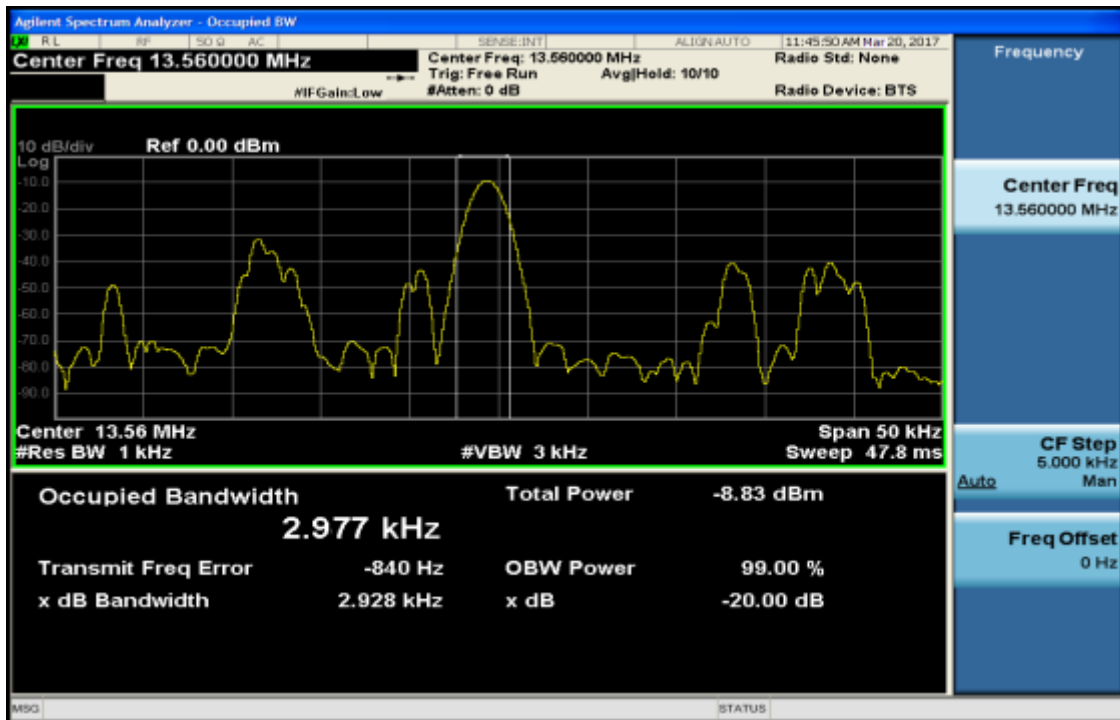 Agilent Spectrum Analyzer - Occupied BW
RL RF 50 Ω AC SENSE:INT ALIGN AUTO 11:45:50 AM Mar 20, 2017
Center Freq 13.560000 MHz
Center Freq: 13.560000 MHz Radio Std: None
Trig: Free Run Avg|Hold: 10/10
#IFGain:Low #Atten: 0 dB Radio Device: BTS
10 dB/div Ref 0.00 dBm
Log
-10.0
-20.0
-30.0
-40.0
-50.0
-60.0
-70.0
-80.0
-90.0
Center 13.56 MHz Span 50 kHz
#Res BW 1 kHz #VBW 3 kHz Sweep 47.8 ms
Occupied Bandwidth Total Power -8.83 dBm
2.977 kHz
Transmit Freq Error -840 Hz OBW Power 99.00 %
x dB Bandwidth 2.928 kHz x dB -20.00 dB
MSG STATUS
Frequency
Center Freq
13.560000 MHz
CF Step
5.000 kHz
Auto Man
Freq Offset
0 Hz